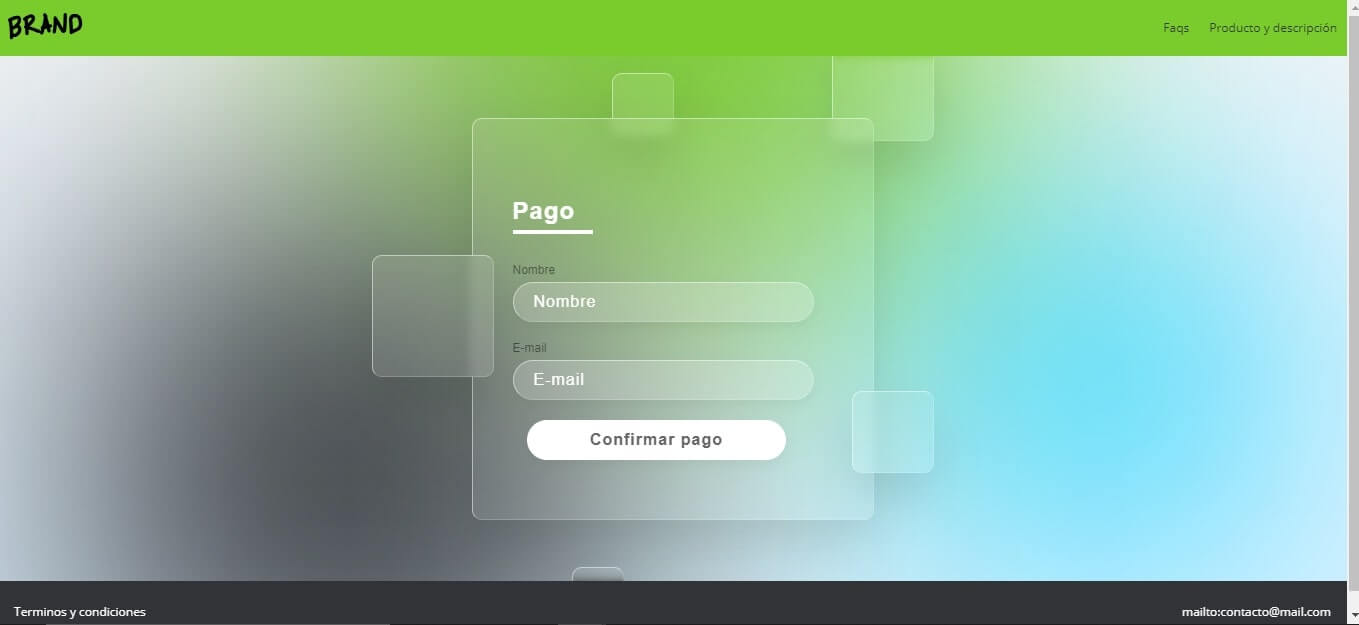 BRAND
Faqs Producto y descripción
Pago
Nombre
Nombre
E-mail
E-mail
Confirmar pago
Terminos y condiciones
mailto:contacto@mail.com